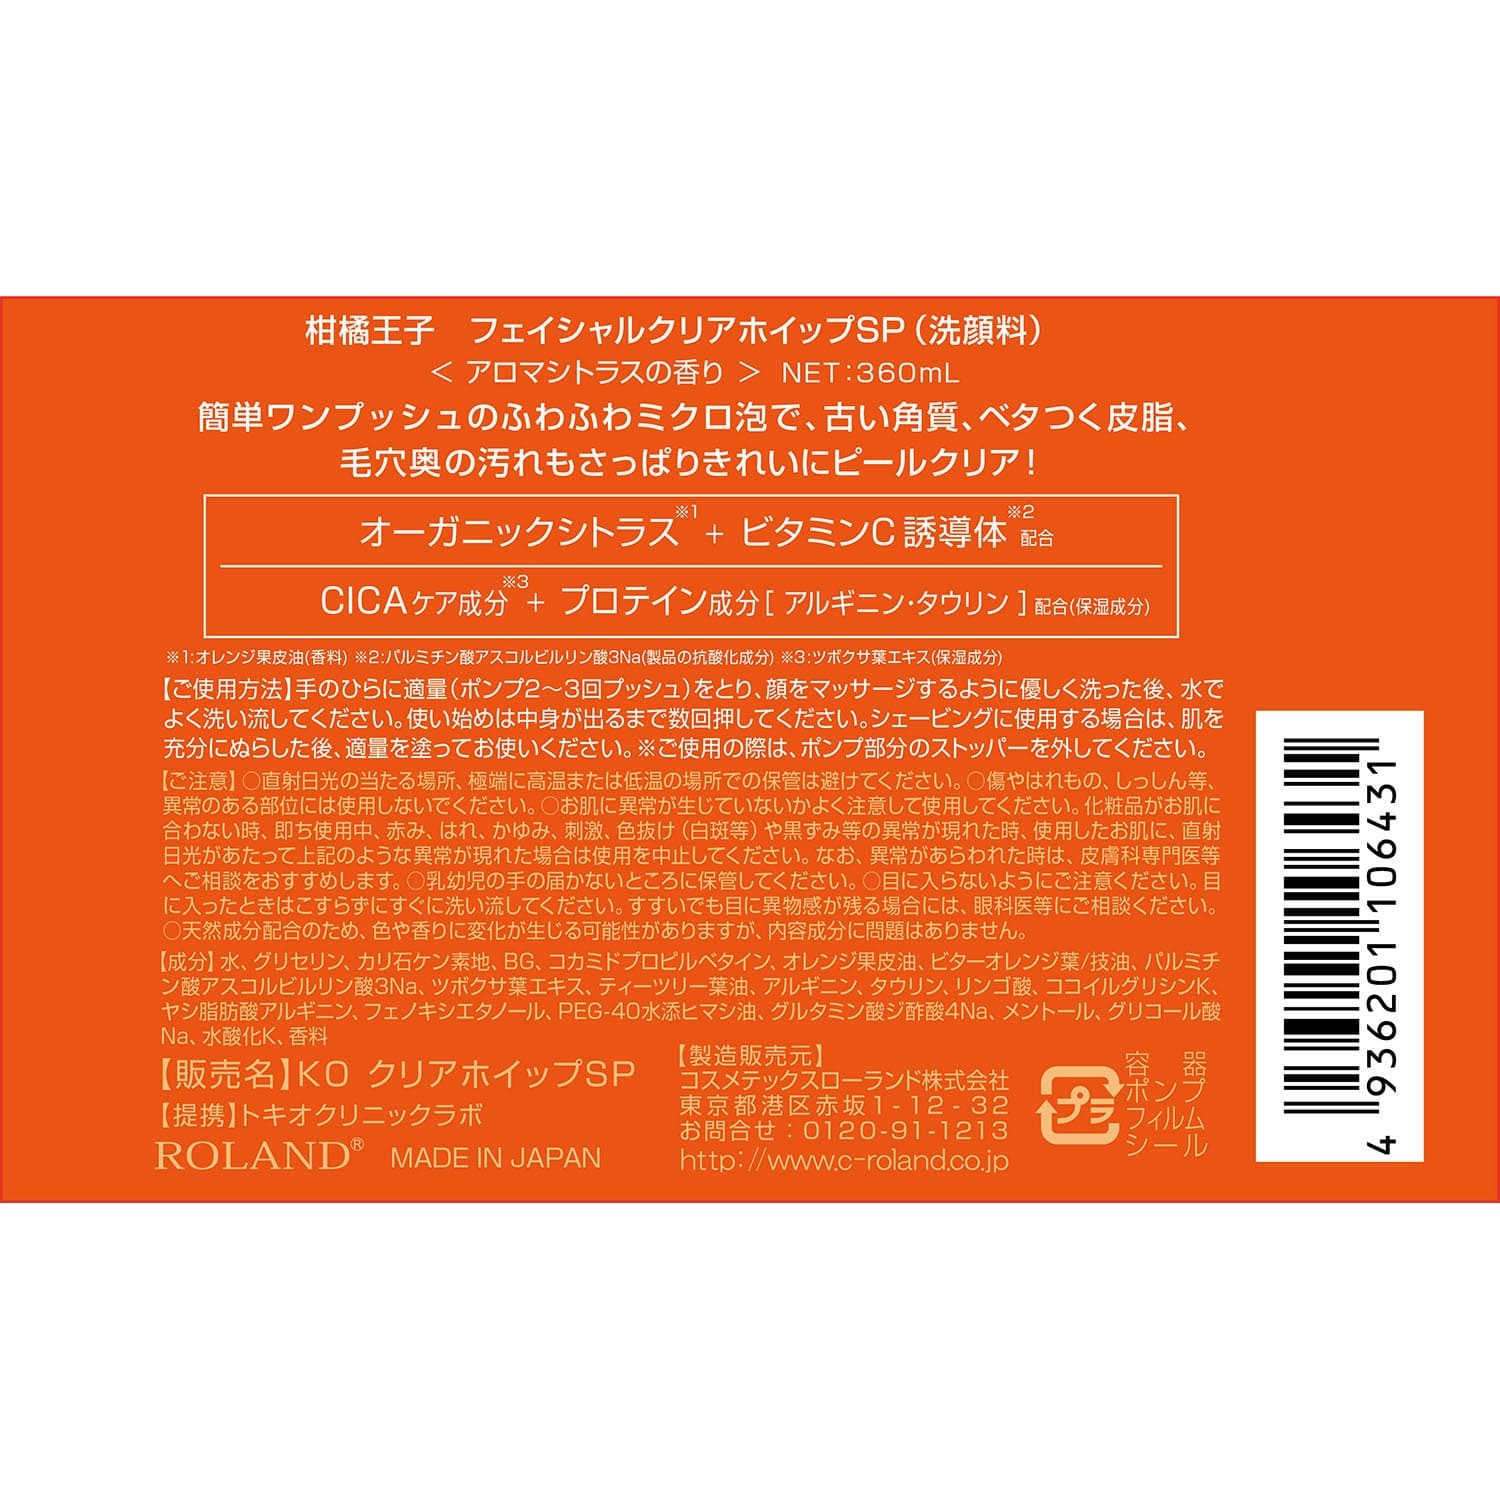 柑橘王子　フェイシャルクリアホイップSP（洗顔料）
＜ アロマシトラスの香り ＞ NET：360mL
簡単ワンプッシュのふわふわミクロ泡で、古い角質、ベタつく皮脂、
毛穴奥の汚れもさっぱりきれいにピールクリア！
オーガニックシトラス※1 + ビタミンC 誘導体※2 配合
CICAケア成分※3 + プロテイン成分［ アルギニン・タウリン ］配合(保湿成分)
※1:オレンジ果皮油(香料) ※2:パルミチン酸アスコルビルリン酸3Na(製品の抗酸化成分) ※3:ツボクサ葉エキス(保湿成分)
【ご使用方法】手のひらに適量（ポンプ2〜3回プッシュ）をとり、顔をマッサージするように優しく洗った後、水で
よく洗い流してください。使い始めは中身が出るまで数回押してください。シェービングに使用する場合は、肌を
充分にぬらした後、適量を塗ってお使いください。※ご使用の際は、ポンプ部分のストッパーを外してください。
【ご注意】○直射日光の当たる場所、極端に高温または低温の場所での保管は避けてください。○傷やはれもの、しっしん等、
異常のある部位には使用しないでください。○お肌に異常が生じていないかよく注意して使用してください。化粧品がお肌に
合わない時、即ち使用中、赤み、はれ、かゆみ、刺激、色抜け（白斑等）や黒ずみ等の異常が現れた時、使用したお肌に、直射
日光があたって上記のような異常が現れた場合は使用を中止してください。なお、異常があらわれた時は、皮膚科専門医等
へご相談をおすすめします。○乳幼児の手の届かないところに保管してください。○目に入らないようにご注意ください。目
に入ったときはこすらずにすぐに洗い流してください。すすいでも目に異物感が残る場合には、眼科医等にご相談ください。
○天然成分配合のため、色や香りに変化が生じる可能性がありますが、内容成分に問題はありません。
【成分】水、グリセリン、カリ石ケン素地、BG、コカミドプロピルベタイン、オレンジ果皮油、ビターオレンジ葉/技油、パルミチ
ン酸アスコルビルリン酸3Na、ツボクサ葉エキス、ティーツリー葉油、アルギニン、タウリン、リンゴ酸、ココイルグリシンK、
ヤシ脂肪酸アルギニン、フェノキシエタノール、PEG-40水添ヒマシ油、グルタミン酸ジ酢酸4Na、メントール、グリコール酸
Na、水酸化K、香料
【販売名】KO クリアホイップSP
【提携】トキオクリニックラボ
ROLAND® MADE IN JAPAN
【製造販売元】
コスメテックスローランド株式会社
東京都港区赤坂1-12-32
お問合せ：0120-91-1213
http://www.c-roland.co.jp
プラ
容　器
ポンプ
フィルム
シール
4 936201 106431